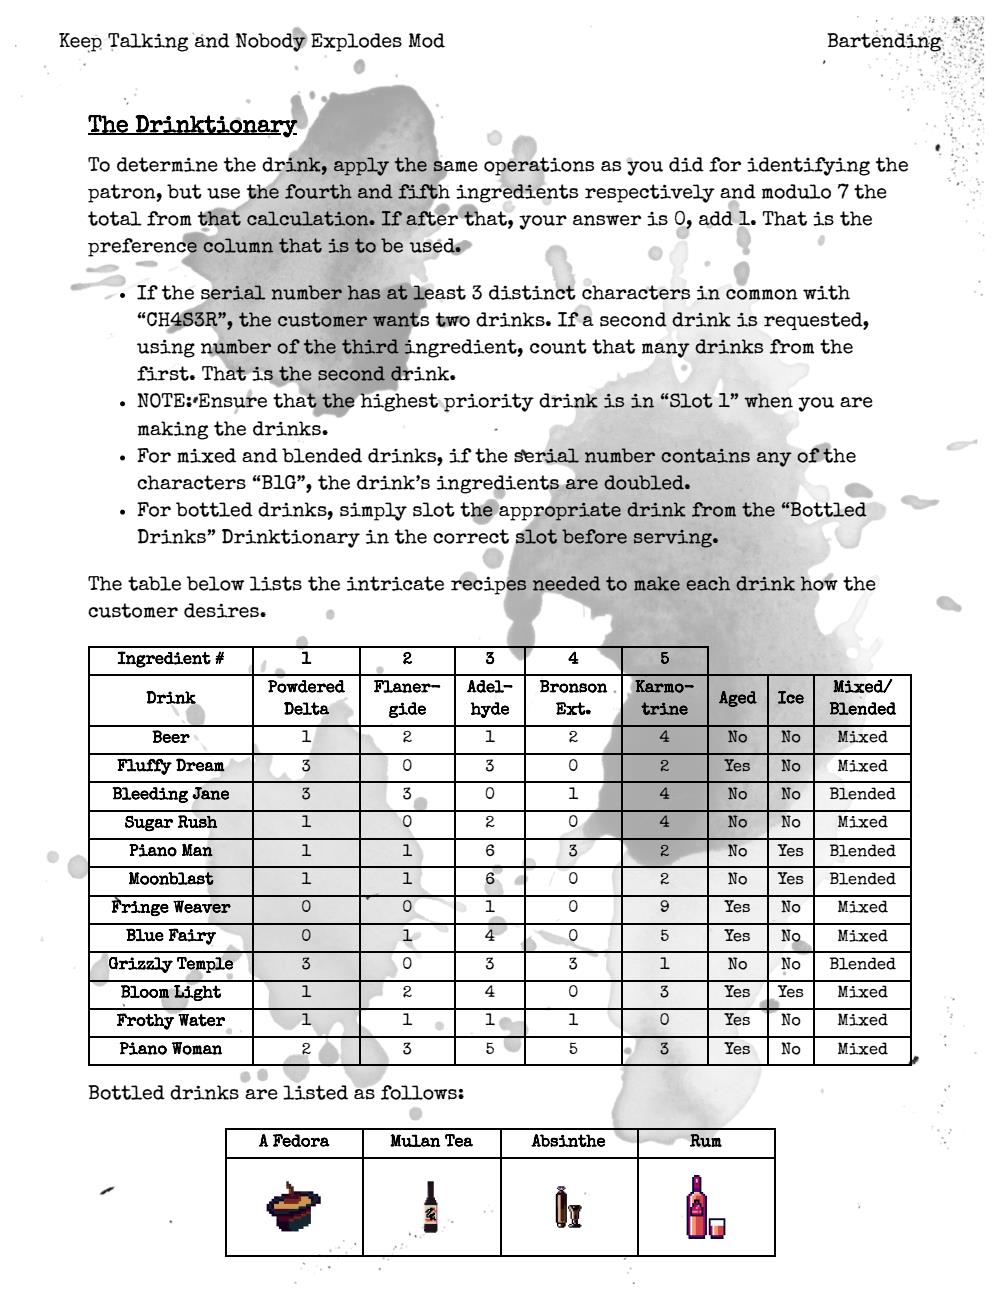 Keep Talking and Nobody Explodes Mod Bartending
The Drinktionary
To determine the drink, apply the same operations as you did for identifying the
patron, but use the fourth and fifth ingredients respectively and modulo 7 the
total from that calculation. If after that, your answer is 0, add 1. That is the
preference column that is to be used.
• If the serial number has at least 3 distinct characters in common with
“CH4S3R”, the customer wants two drinks. If a second drink is requested,
using number of the third ingredient, count that many drinks from the
first. That is the second drink.
• NOTE: Ensure that the highest priority drink is in “Slot 1” when you are
making the drinks.
• For mixed and blended drinks, if the serial number contains any of the
characters “B1G”, the drink’s ingredients are doubled.
• For bottled drinks, simply slot the appropriate drink from the “Bottled
Drinks” Drinktionary in the correct slot before serving.
The table below lists the intricate recipes needed to make each drink how the
customer desires.
Ingredient # 1 2 3 4 5
Drink Powdered Delta Flaner-gide Adel-hyde Bronson Ext. Karmo-trine Aged Ice Mixed/Blended
Beer 1 2 1 2 4 No No Mixed
Fluffy Dream 3 0 3 0 2 Yes No Mixed
Bleeding Jane 3 3 0 1 4 No No Blended
Sugar Rush 1 0 2 0 4 No No Mixed
Piano Man 1 1 6 3 2 No Yes Blended
Moonblast 1 1 6 0 2 No Yes Blended
Fringe Weaver 0 0 1 0 9 Yes No Mixed
Blue Fairy 0 1 4 0 5 Yes No Mixed
Grizzly Temple 3 0 3 3 1 No No Blended
Bloom Light 1 2 4 0 3 Yes Yes Mixed
Frothy Water 1 1 1 1 0 Yes No Mixed
Piano Woman 2 3 5 5 3 Yes No Mixed
Bottled drinks are listed as follows:
A Fedora Mulan Tea Absinthe Rum